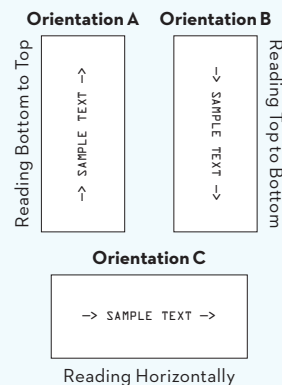 Orientation A
Reading Bottom to Top
—> SAMPLE TEXT —>
Orientation B
—> SAMPLE TEXT —>
Reading Top to Bottom
Orientation C
—> SAMPLE TEXT —>
Reading Horizontally